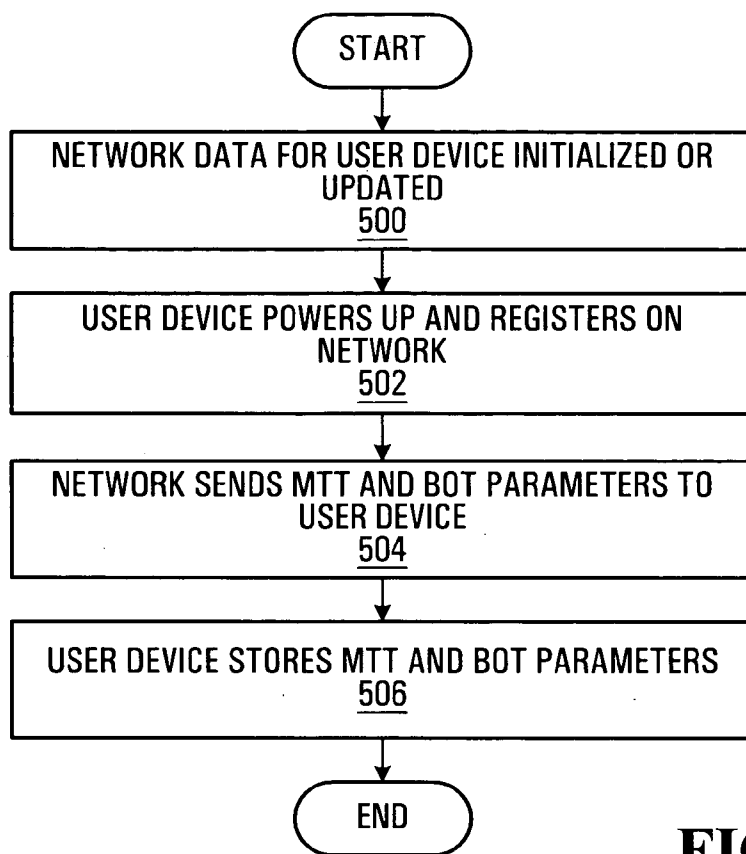 START
NETWORK DATA FOR USER DEVICE INITIALIZED OR
UPDATED
500
USER DEVICE POWERS UP AND REGISTERS ON
NETWORK
502
NETWORK SENDS MTT AND BOT PARAMETERS TO
USER DEVICE
504
USER DEVICE STORES MTT AND BOT PARAMETERS
506
END